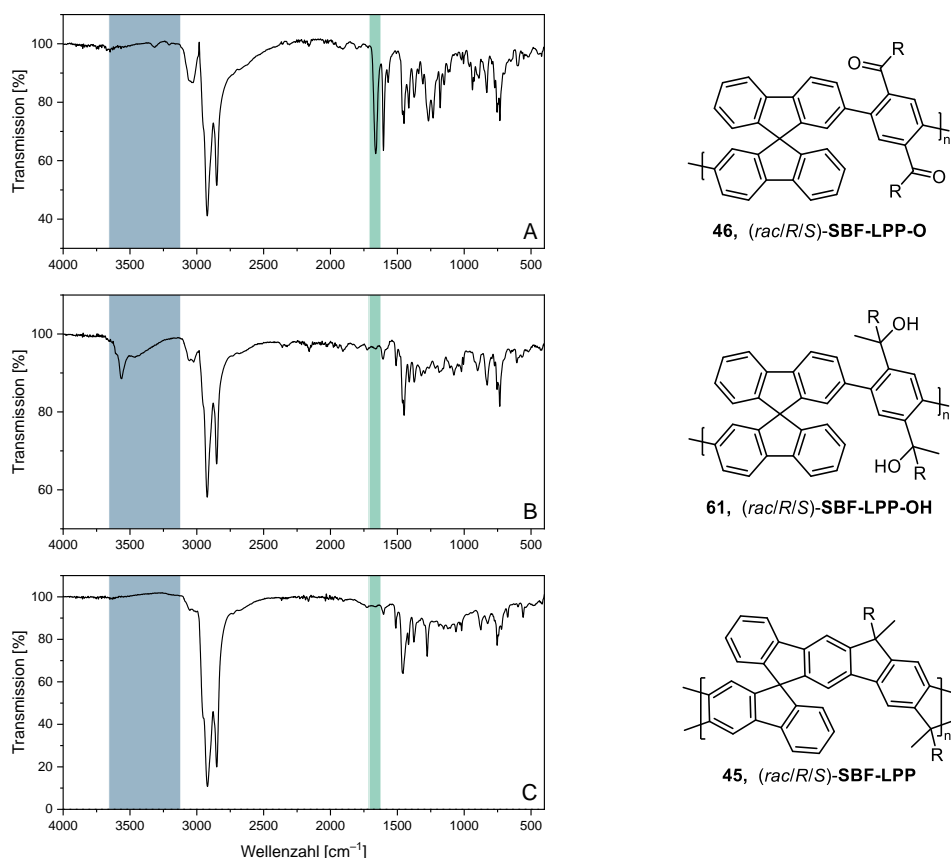 100
80
60
40
Transmission [%]
A
4000 3500 3000 2500 2000 1500 1000 500
R
O
n
O
R
46, (rac/R/S)-SBF-LPP-O
100
80
60
Transmission [%]
B
4000 3500 3000 2500 2000 1500 1000 500
R
OH
n
HO
R
61, (rac/R/S)-SBF-LPP-OH
100
80
60
40
20
0
Transmission [%]
C
4000 3500 3000 2500 2000 1500 1000 500
Wellenzahl [cm⁻¹]
R
n
R
45, (rac/R/S)-SBF-LPP